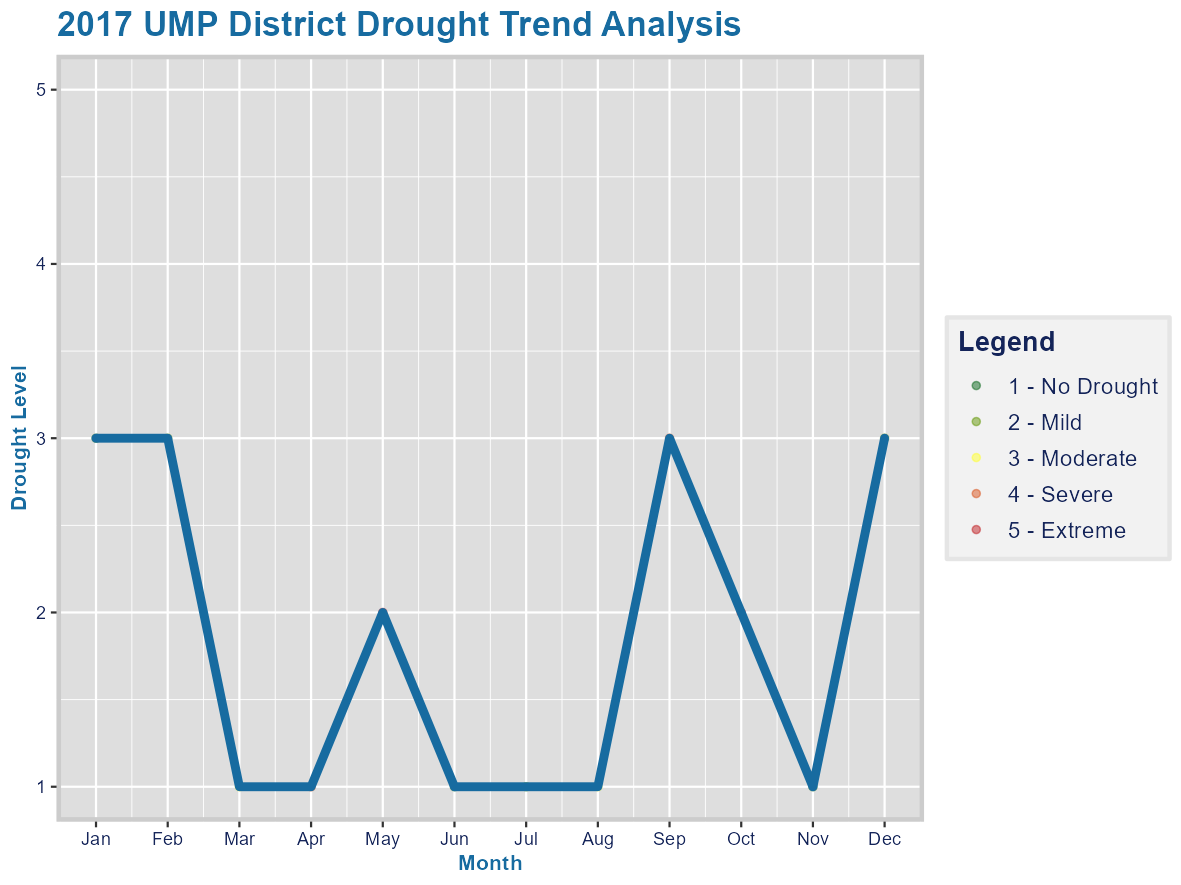 2017 UMP District Drought Trend Analysis
Drought Level
5
4
3
2
1
Jan Feb Mar Apr May Jun Jul Aug Sep Oct Nov Dec
Month
Legend
1 - No Drought
2 - Mild
3 - Moderate
4 - Severe
5 - Extreme